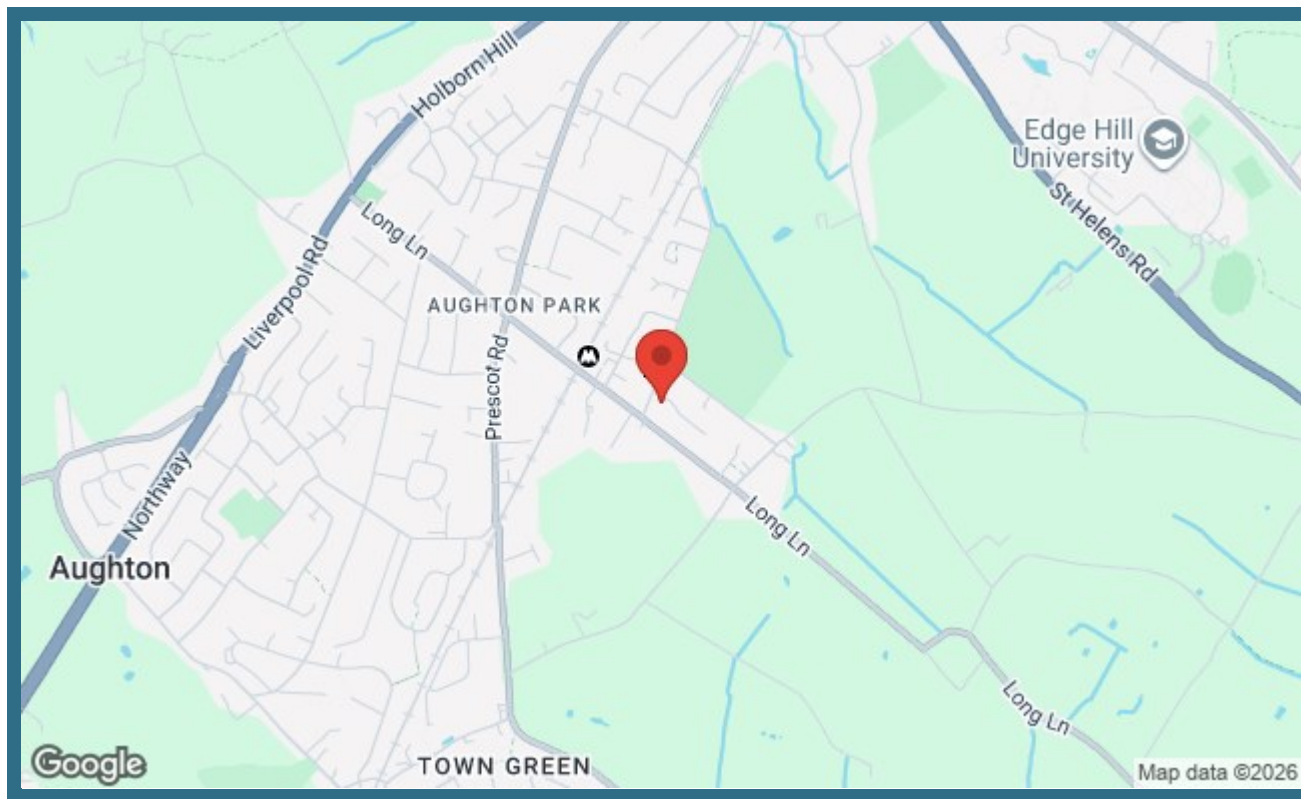 Holborn Hill
Edge Hill
University
St Helens Rd
Long Ln
Liverpool Rd
AUGHTON PARK
Prescot Rd
Northway
Long Ln
Aughton
Long Ln
TOWN GREEN
Google
Map data ©2026